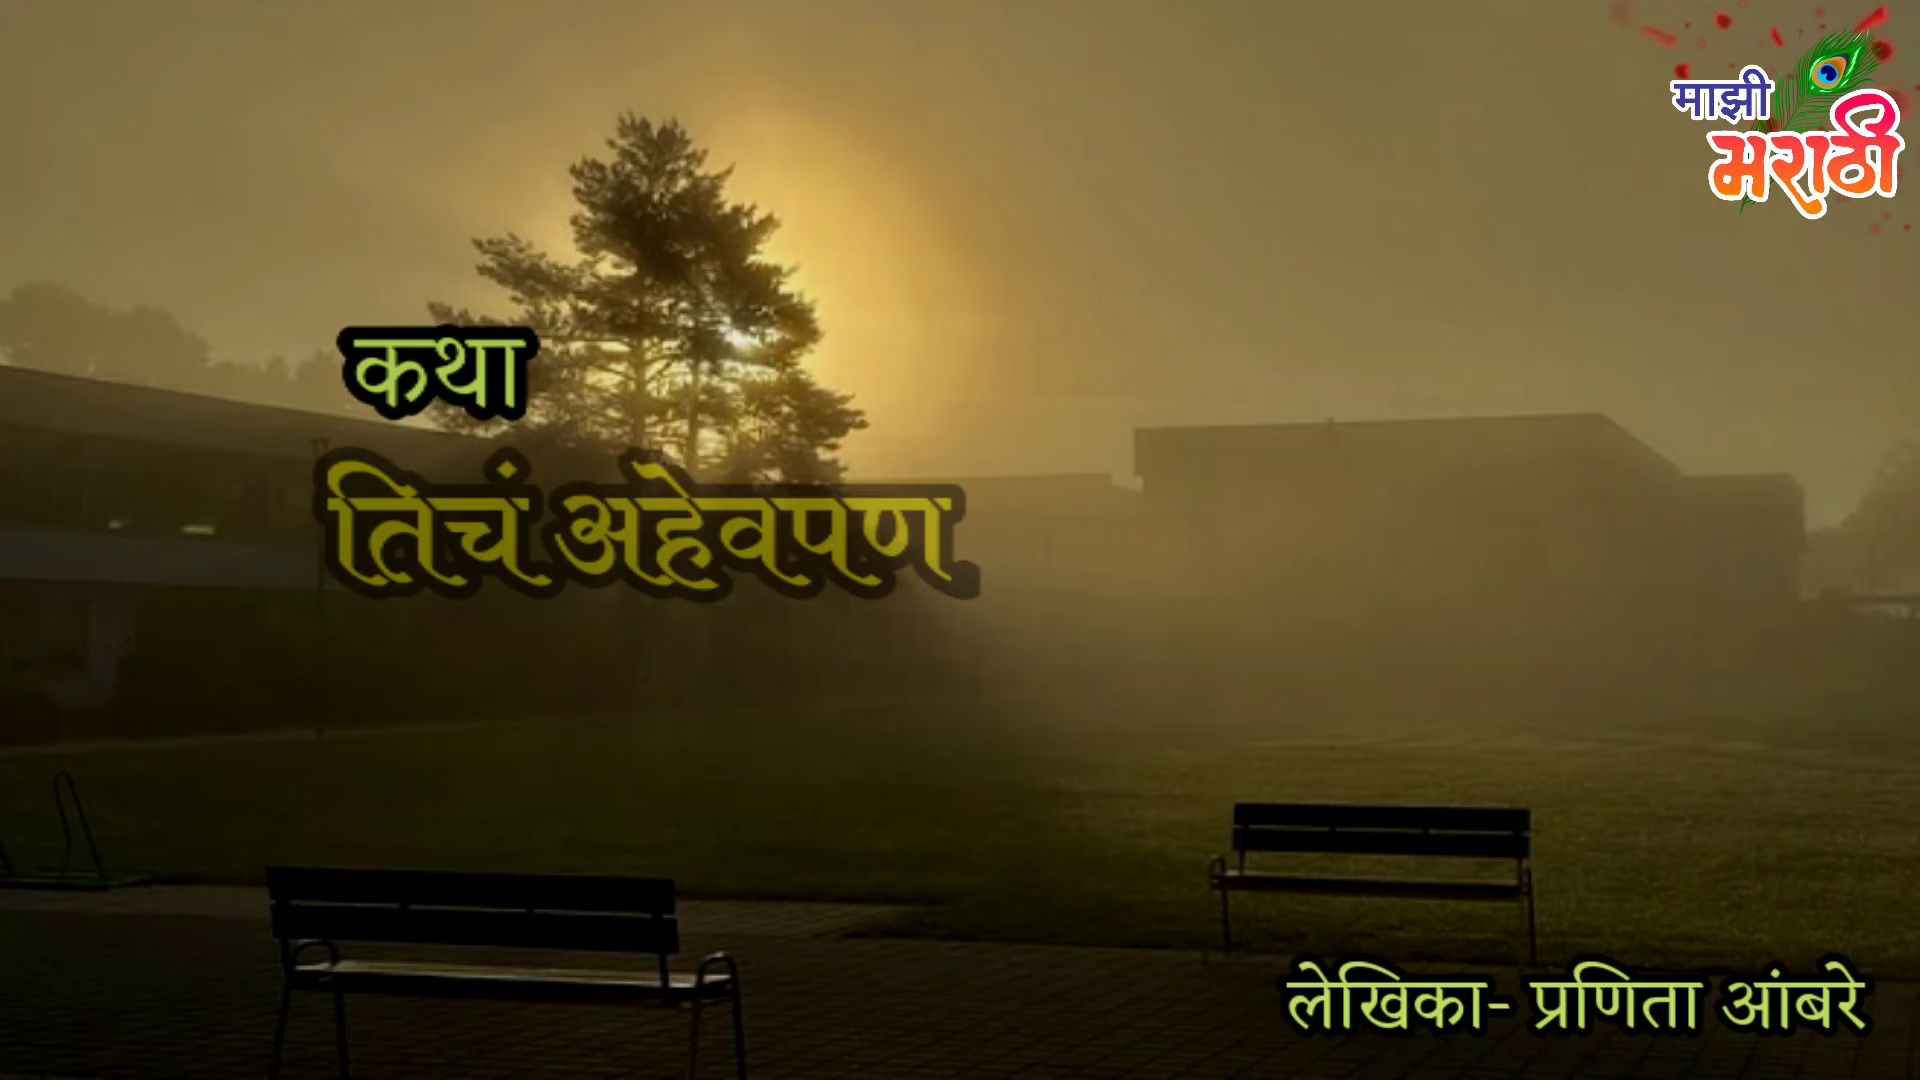 माझी
मराठी
कथा
तिचं अहेवपण
लेखिका- प्रणिता आंबरे